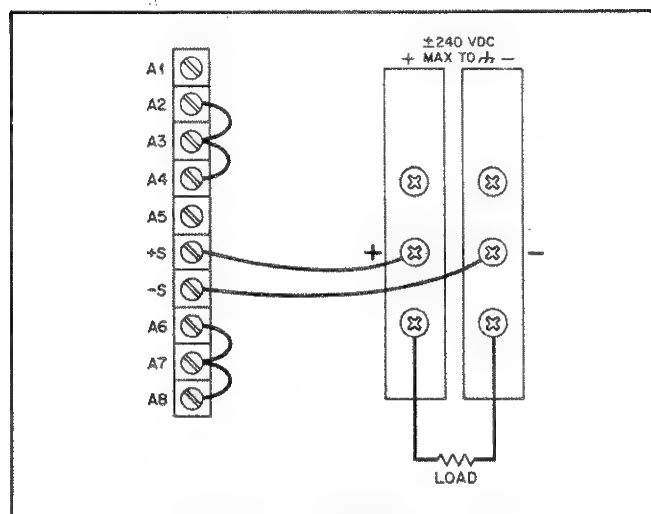 ±240 VDC
+ MAX TO ⏚ −
A1
A2
A3
A4
A5
+S
−S
A6
A7
A8
+
−
LOAD